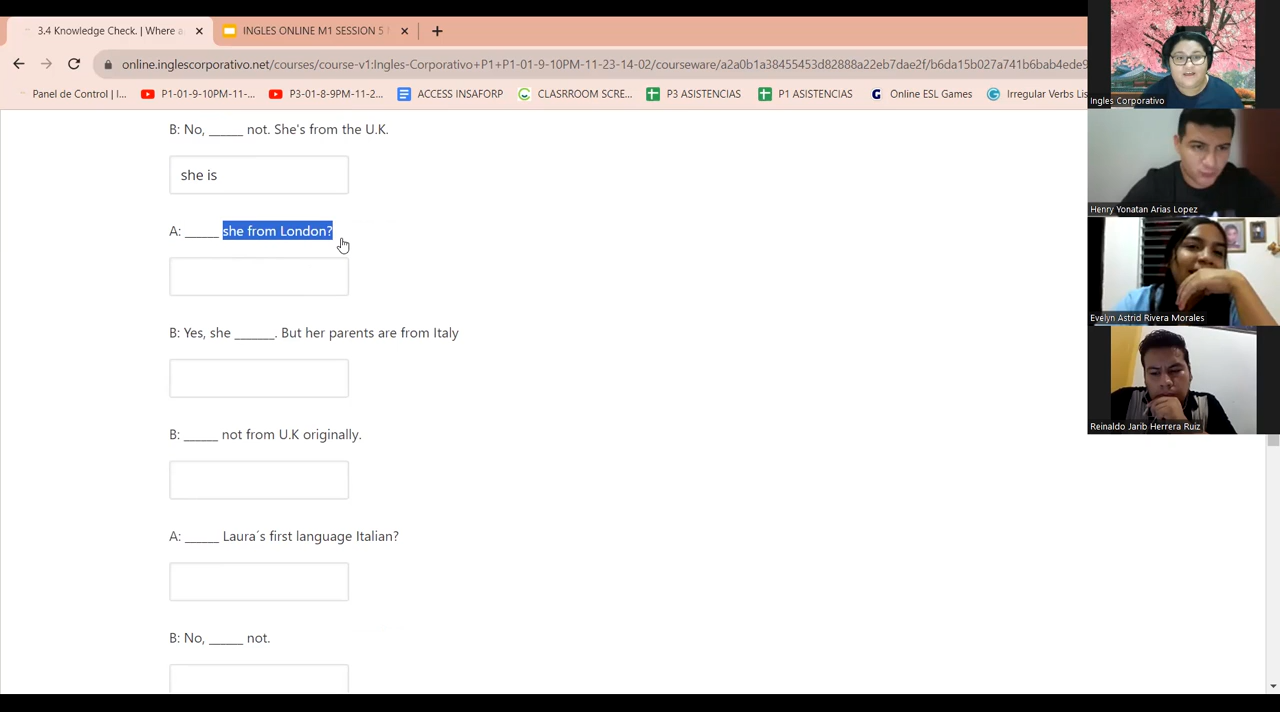 3.4 Knowledge Check. | Where a
INGLES ONLINE M1 SESSION 5 |
online.inglescorporativo.net/courses/course-v1:Ingles-Corporativo+P1+P1-01-9-10PM-11-23-14-02/courseware/a2a0b1a38455453d82888a22eb7dae2f/b6da15b027a741b6bab4ede9
Panel de Control | I...
P1-01-9-10PM-11-...
P3-01-8-9PM-11-2...
ACCESS INSAFORP
CLASRROOM SCRE...
P3 ASISTENCIAS
P1 ASISTENCIAS
Online ESL Games
Irregular Verbs Lis
B: No, _____ not. She's from the U.K.
she is
A: _____ she from London?
B: Yes, she ______. But her parents are from Italy
B: _____ not from U.K originally.
A: _____ Laura´s first language Italian?
B: No, _____ not.
Ingles Corporativo
Henry Yonatan Arias Lopez
Evelyn Astrid Rivera Morales
Reinaldo Jarib Herrera Ruiz